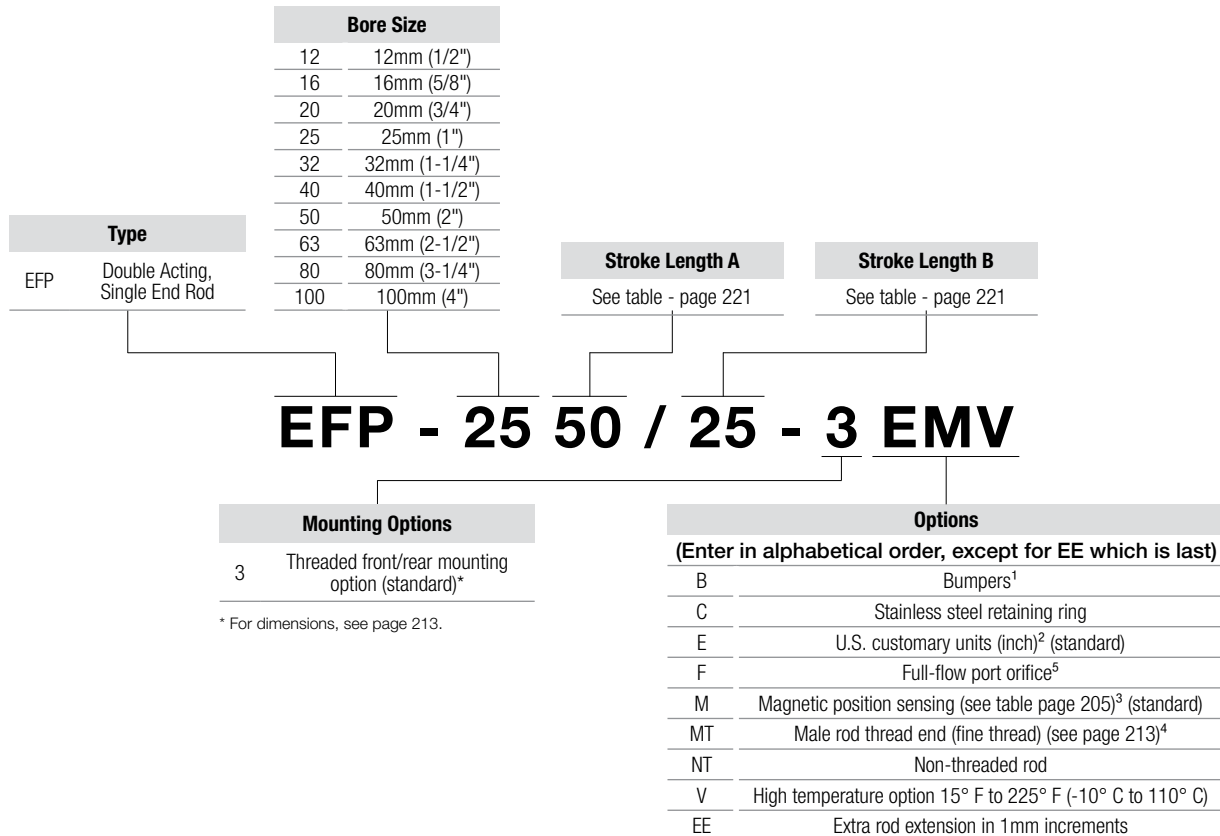 Bore Size
12 12mm (1/2")
16 16mm (5/8")
20 20mm (3/4")
25 25mm (1")
32 32mm (1-1/4")
40 40mm (1-1/2")
50 50mm (2")
63 63mm (2-1/2")
80 80mm (3-1/4")
100 100mm (4")
Type
EFP Double Acting,
Single End Rod
Stroke Length A
See table - page 221
Stroke Length B
See table - page 221
EFP - 25 50 / 25 - 3 EMV
Mounting Options
3 Threaded front/rear mounting
option (standard)*
* For dimensions, see page 213.
Options
(Enter in alphabetical order, except for EE which is last)
B Bumpers¹
C Stainless steel retaining ring
E U.S. customary units (inch)² (standard)
F Full-flow port orifice⁵
M Magnetic position sensing (see table page 205)³ (standard)
MT Male rod thread end (fine thread) (see page 213)⁴
NT Non-threaded rod
V High temperature option 15° F to 225° F (-10° C to 110° C)
EE Extra rod extension in 1mm increments